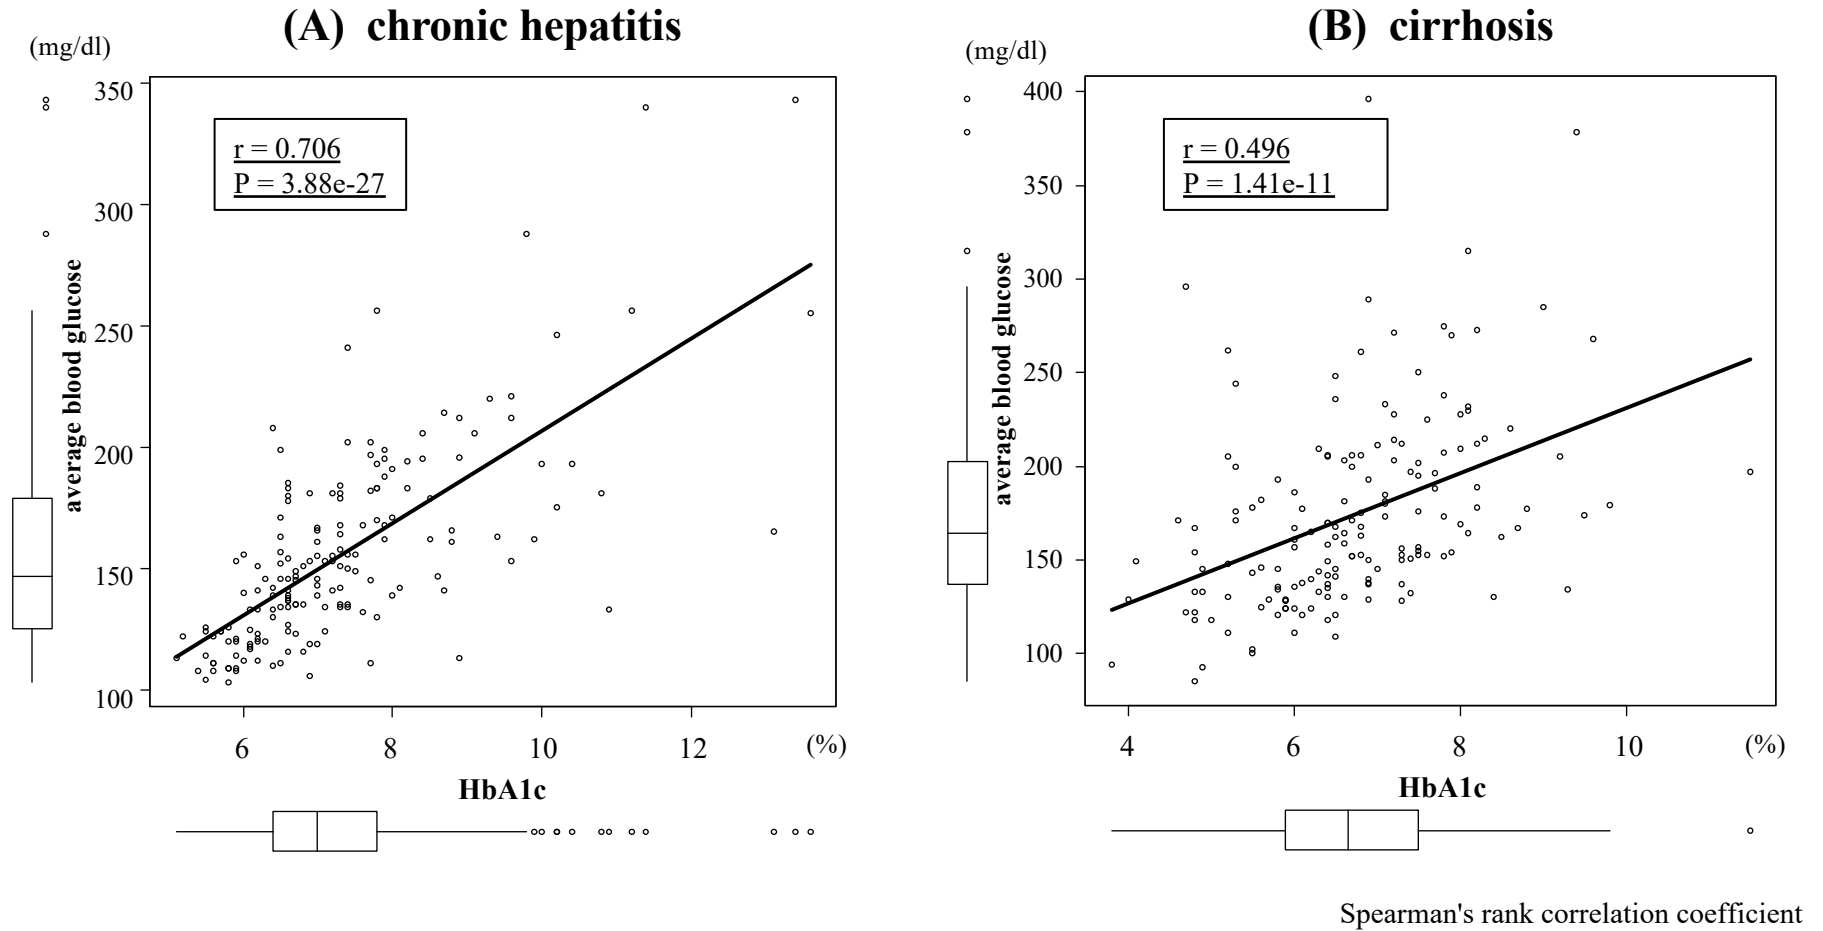 (A) chronic hepatitis
(mg/dl)
350
300
250
200
150
100
average blood glucose
r = 0.706
P = 3.88e-27
6 8 10 12 (%)
HbA1c
(B) cirrhosis
(mg/dl)
400
350
300
250
200
150
100
average blood glucose
r = 0.496
P = 1.41e-11
4 6 8 10 (%)
HbA1c
Spearman's rank correlation coefficient